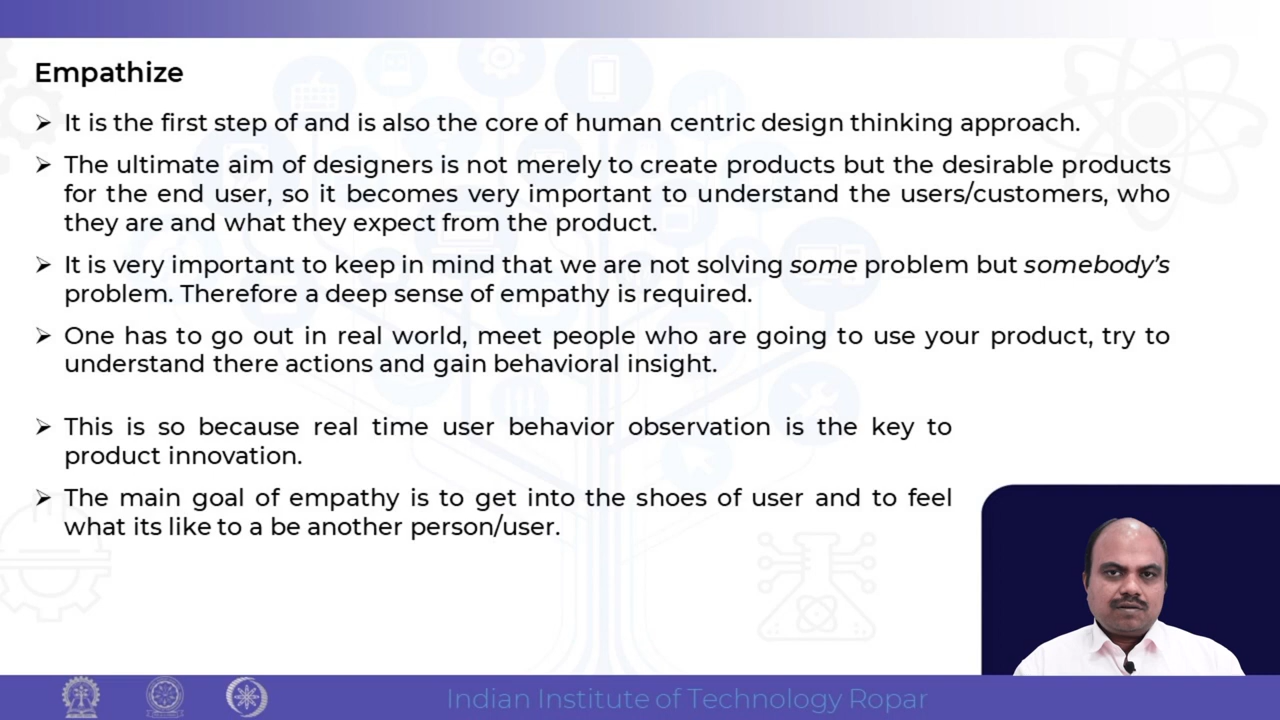 Empathize
➢ It is the first step of and is also the core of human centric design thinking approach.
➢ The ultimate aim of designers is not merely to create products but the desirable products
for the end user, so it becomes very important to understand the users/customers, who
they are and what they expect from the product.
➢ It is very important to keep in mind that we are not solving some problem but somebody's
problem. Therefore a deep sense of empathy is required.
➢ One has to go out in real world, meet people who are going to use your product, try to
understand there actions and gain behavioral insight.
➢ This is so because real time user behavior observation is the key to
product innovation.
➢ The main goal of empathy is to get into the shoes of user and to feel
what its like to a be another person/user.
Indian Institute of Technology Ropar